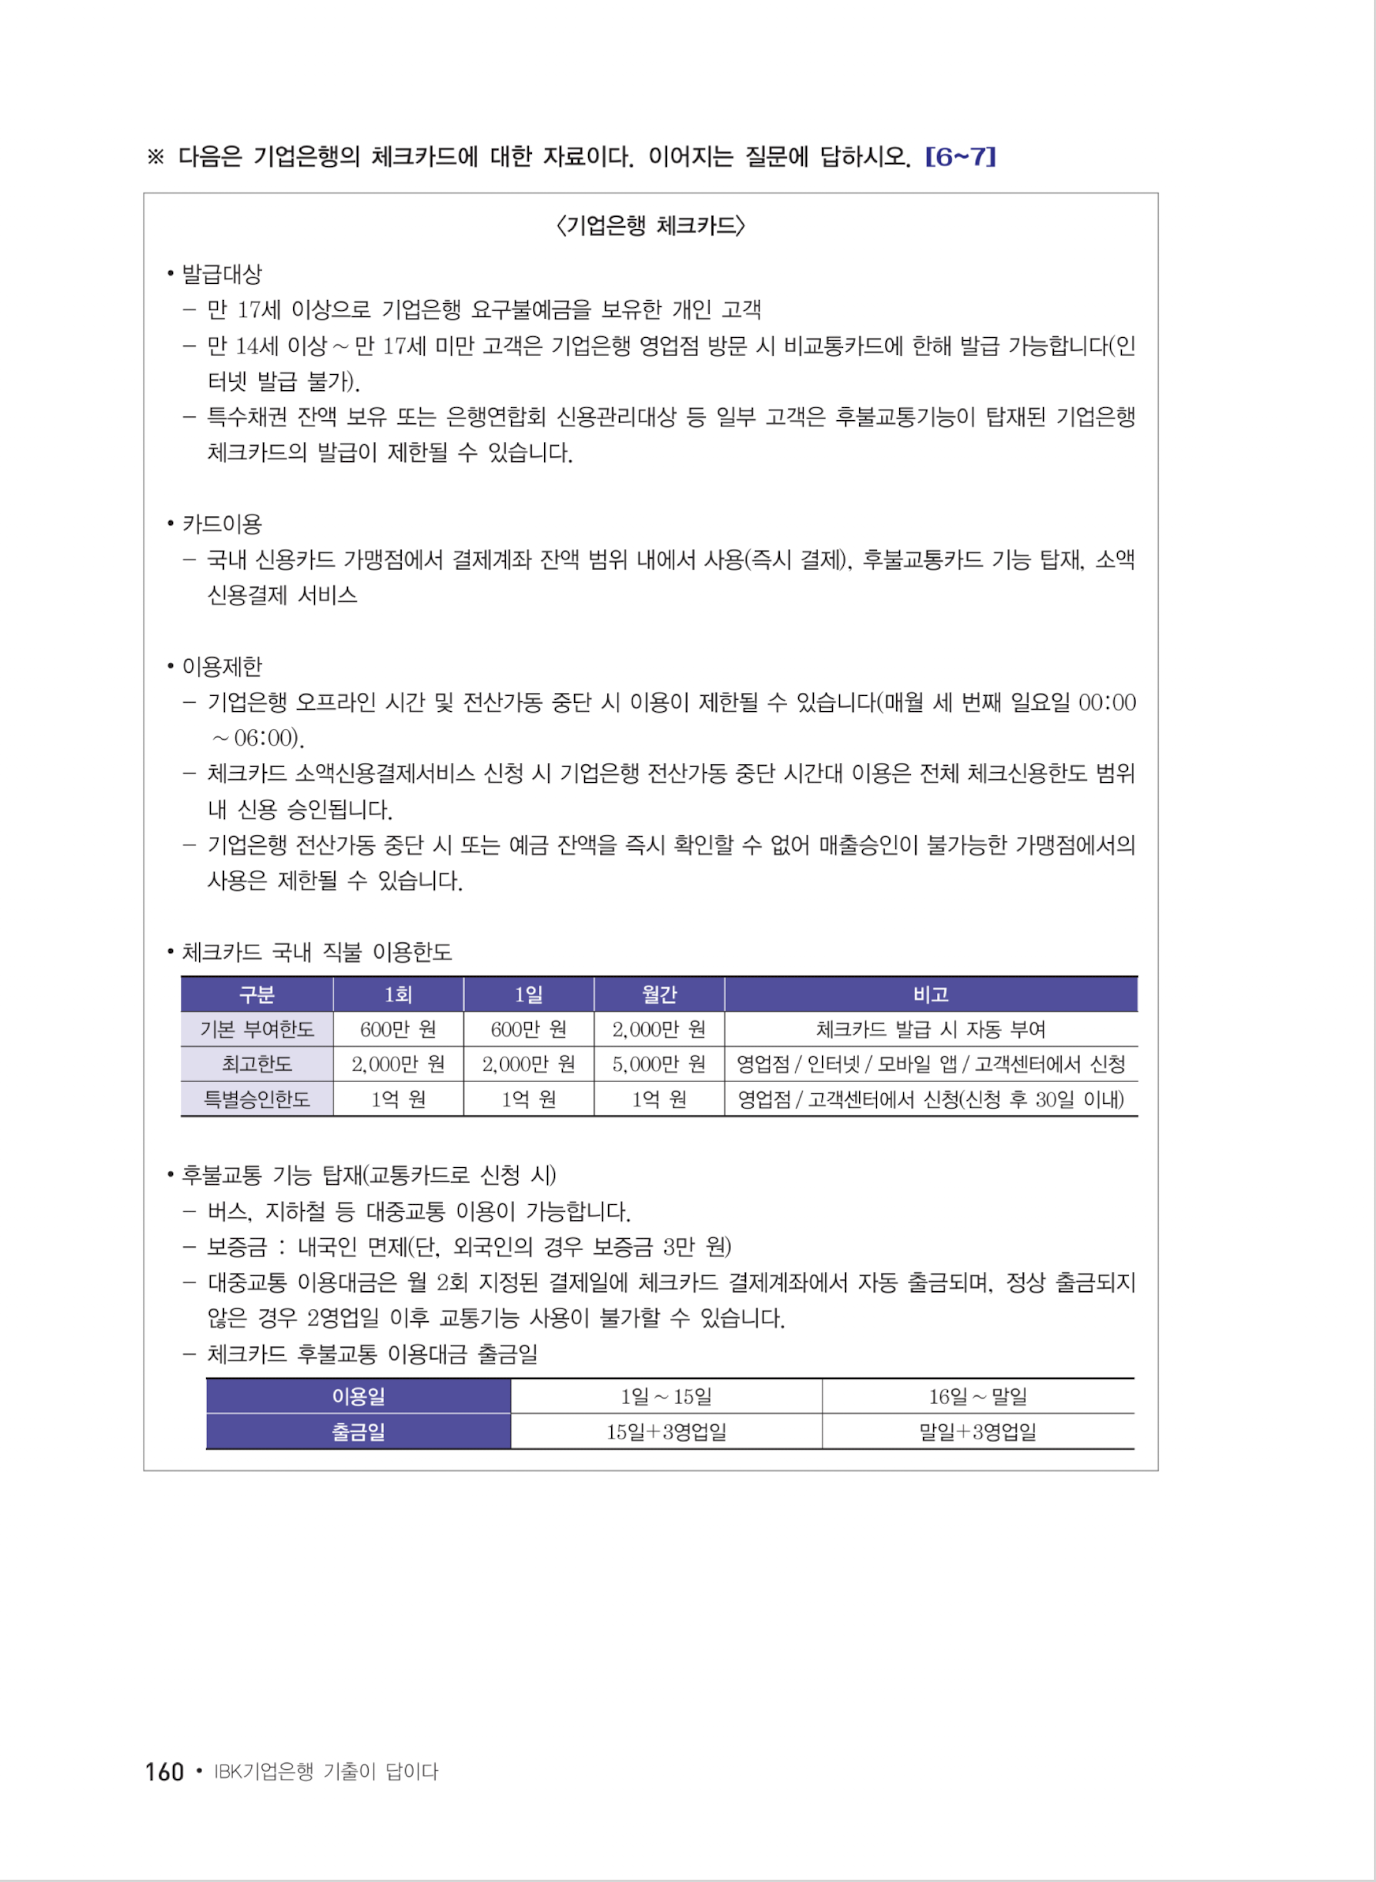 ※ 다음은 기업은행의 체크카드에 대한 자료이다. 이어지는 질문에 답하시오. [6~7]
〈기업은행 체크카드〉
• 발급대상
- 만 17세 이상으로 기업은행 요구불예금을 보유한 개인 고객
- 만 14세 이상 ~ 만 17세 미만 고객은 기업은행 영업점 방문 시 비교통카드에 한해 발급 가능합니다(인
터넷 발급 불가).
- 특수채권 잔액 보유 또는 은행연합회 신용관리대상 등 일부 고객은 후불교통기능이 탑재된 기업은행
체크카드의 발급이 제한될 수 있습니다.
• 카드이용
- 국내 신용카드 가맹점에서 결제계좌 잔액 범위 내에서 사용(즉시 결제), 후불교통카드 기능 탑재, 소액
신용결제 서비스
• 이용제한
- 기업은행 오프라인 시간 및 전산가동 중단 시 이용이 제한될 수 있습니다(매월 세 번째 일요일 00:00
~ 06:00).
- 체크카드 소액신용결제서비스 신청 시 기업은행 전산가동 중단 시간대 이용은 전체 체크신용한도 범위
내 신용 승인됩니다.
- 기업은행 전산가동 중단 시 또는 예금 잔액을 즉시 확인할 수 없어 매출승인이 불가능한 가맹점에서의
사용은 제한될 수 있습니다.
• 체크카드 국내 직불 이용한도
구분 1회 1일 월간 비고
기본 부여한도 600만 원 600만 원 2,000만 원 체크카드 발급 시 자동 부여
최고한도 2,000만 원 2,000만 원 5,000만 원 영업점 / 인터넷 / 모바일 앱 / 고객센터에서 신청
특별승인한도 1억 원 1억 원 1억 원 영업점 / 고객센터에서 신청(신청 후 30일 이내)
• 후불교통 기능 탑재(교통카드로 신청 시)
- 버스, 지하철 등 대중교통 이용이 가능합니다.
- 보증금 : 내국인 면제(단, 외국인의 경우 보증금 3만 원)
- 대중교통 이용대금은 월 2회 지정된 결제일에 체크카드 결제계좌에서 자동 출금되며, 정상 출금되지
않은 경우 2영업일 이후 교통기능 사용이 불가할 수 있습니다.
- 체크카드 후불교통 이용대금 출금일
이용일 1일 ~ 15일 16일 ~ 말일
출금일 15일+3영업일 말일+3영업일
160 • IBK기업은행 기출이 답이다